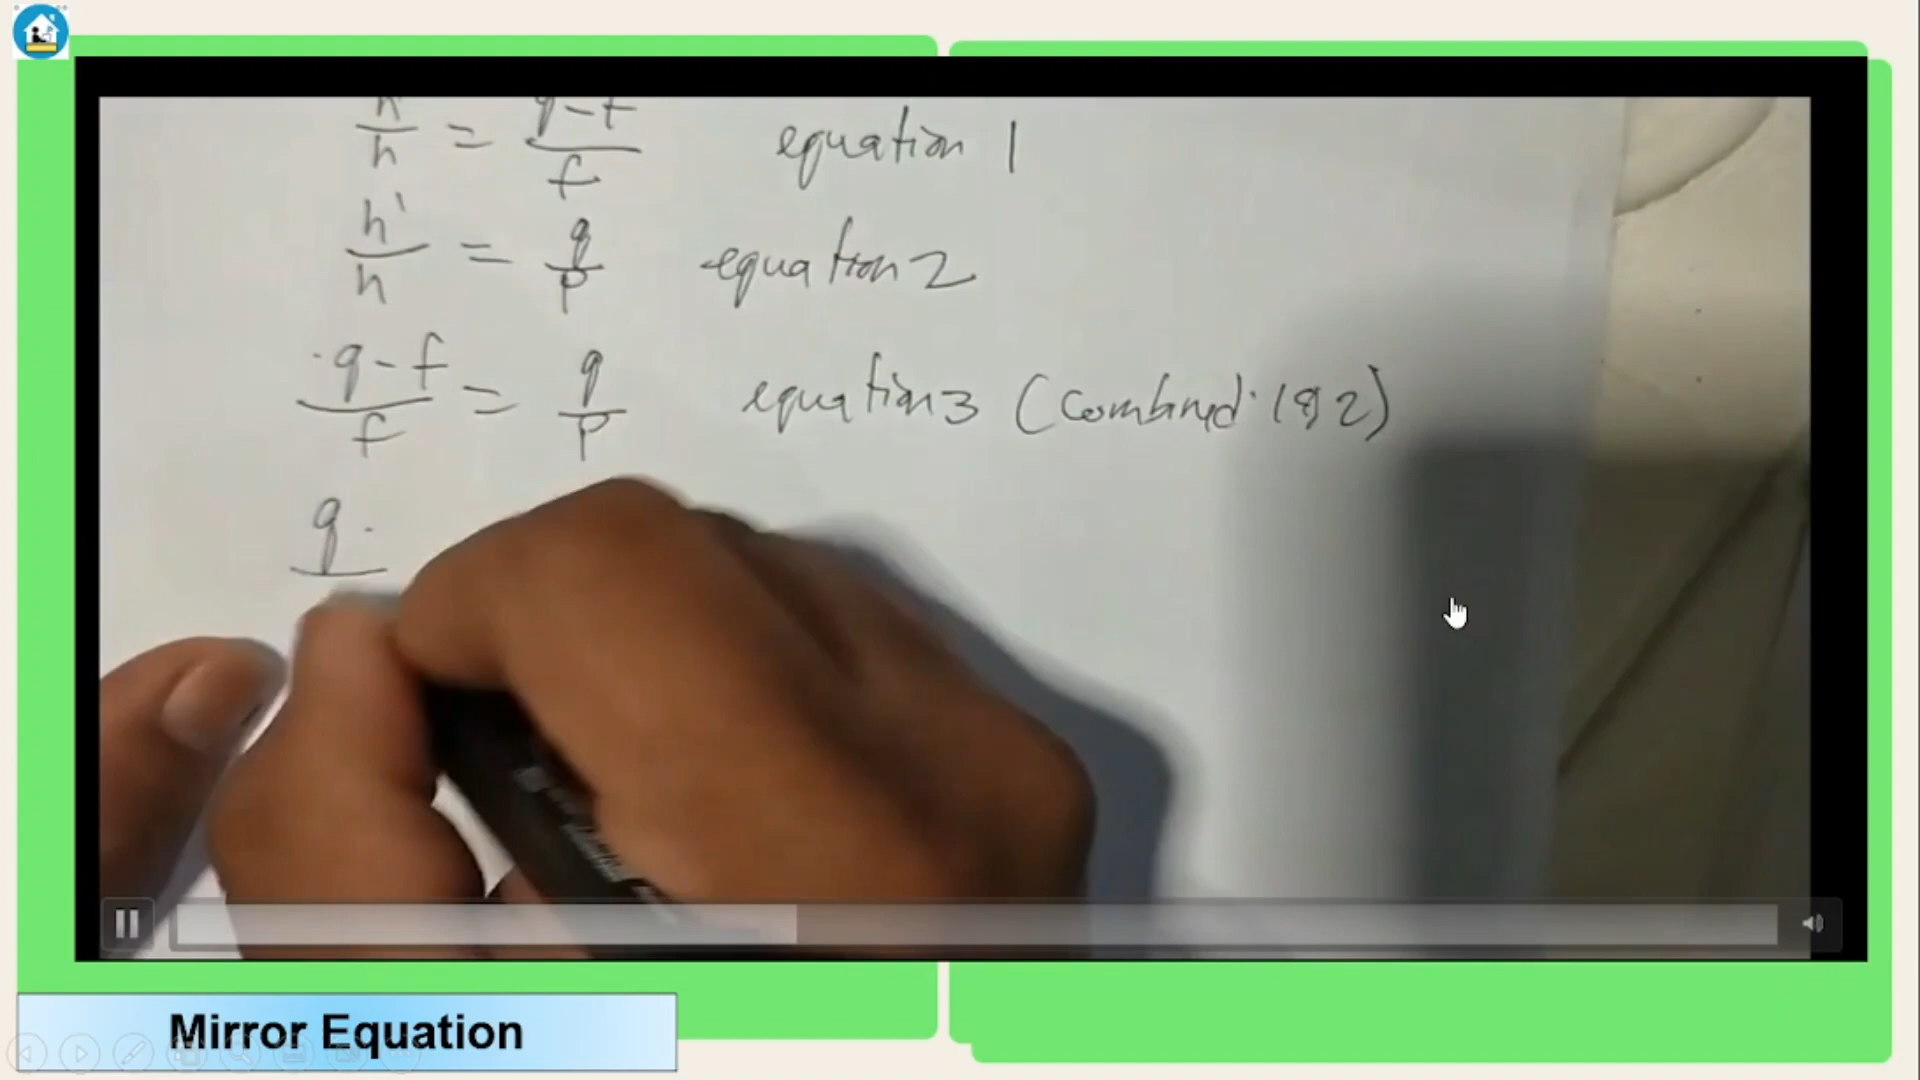 h'/h = q-f/f equation 1
h'/h = q/p equation 2
q-f/f = q/p equation 3 (combined 1 & 2)
q
Mirror Equation